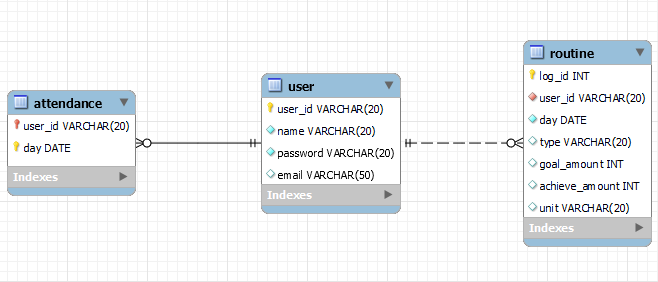 attendance
user_id VARCHAR(20)
day DATE
Indexes
user
user_id VARCHAR(20)
name VARCHAR(20)
password VARCHAR(20)
email VARCHAR(50)
Indexes
routine
log_id INT
user_id VARCHAR(20)
day DATE
type VARCHAR(20)
goal_amount INT
achieve_amount INT
unit VARCHAR(20)
Indexes